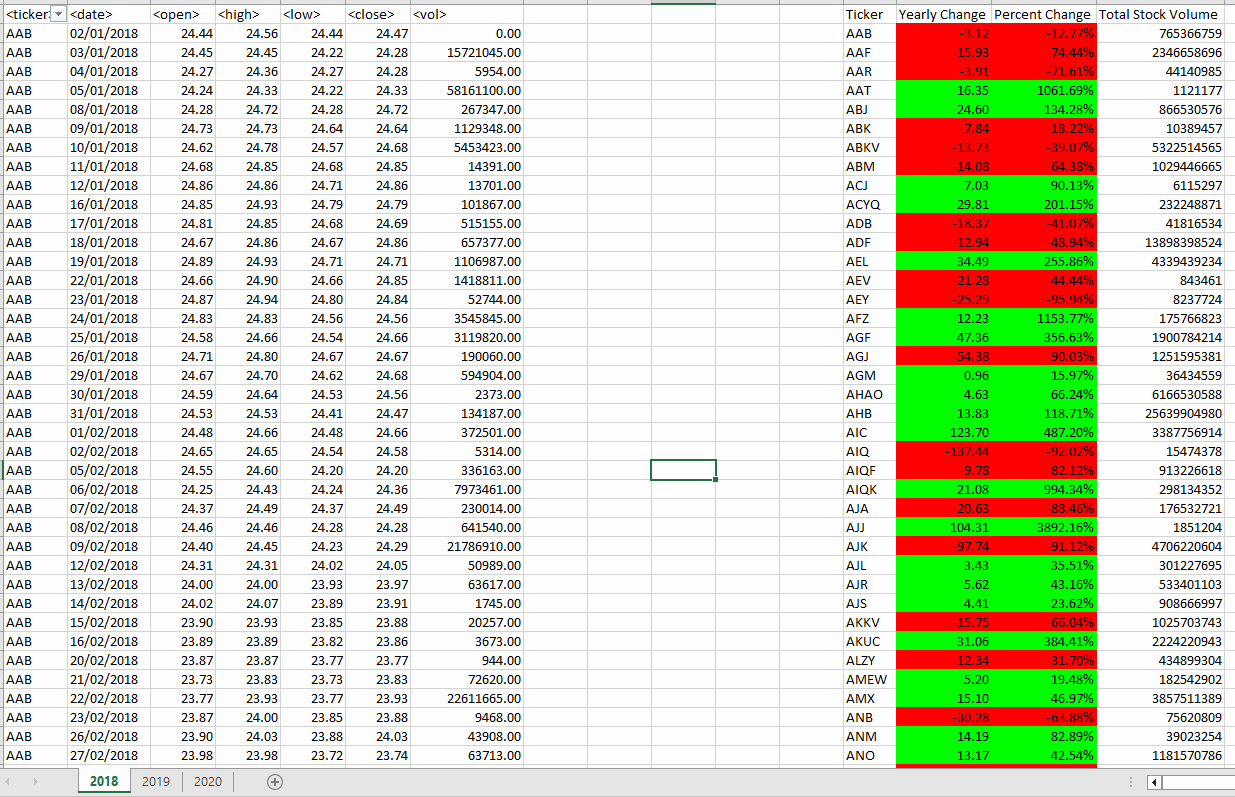 <ticker> <date> <open> <high> <low> <close> <vol> Ticker Yearly Change Percent Change Total Stock Volume
AAB 02/01/2018 24.44 24.56 24.44 24.47 0.00 AAB -3.12 -12.77% 765366759
AAB 03/01/2018 24.45 24.45 24.22 24.28 15721045.00 AAF -15.93 -74.44% 2346658696
AAB 04/01/2018 24.27 24.36 24.27 24.28 5954.00 AAR -3.91 -71.61% 44140985
AAB 05/01/2018 24.24 24.33 24.22 24.33 58161100.00 AAT 16.35 1061.69% 1121177
AAB 08/01/2018 24.28 24.72 24.28 24.72 267347.00 ABJ 24.60 134.28% 866530576
AAB 09/01/2018 24.73 24.73 24.64 24.64 1129348.00 ABK -7.84 -18.22% 10389457
AAB 10/01/2018 24.62 24.78 24.57 24.68 5453423.00 ABKV -13.73 -39.07% 5322514565
AAB 11/01/2018 24.68 24.85 24.68 24.85 14391.00 ABM -14.08 -64.38% 1029446665
AAB 12/01/2018 24.86 24.86 24.71 24.86 13701.00 ACJ 7.03 90.13% 6115297
AAB 16/01/2018 24.85 24.93 24.79 24.79 101867.00 ACYQ 29.81 201.15% 232248871
AAB 17/01/2018 24.81 24.85 24.68 24.69 515155.00 ADB -18.37 -41.07% 41816534
AAB 18/01/2018 24.67 24.86 24.67 24.86 657377.00 ADF -12.94 -48.94% 13898398524
AAB 19/01/2018 24.89 24.93 24.71 24.71 1106987.00 AEL 34.49 255.86% 4339439234
AAB 22/01/2018 24.66 24.90 24.66 24.85 1418811.00 AEV -21.28 -44.44% 843461
AAB 23/01/2018 24.87 24.94 24.80 24.84 52744.00 AEY -25.29 -95.94% 8237724
AAB 24/01/2018 24.83 24.83 24.56 24.56 3545845.00 AFZ 12.23 1153.77% 175766823
AAB 25/01/2018 24.58 24.66 24.54 24.66 3119820.00 AGF 47.36 356.63% 1900784214
AAB 26/01/2018 24.71 24.80 24.67 24.67 190060.00 AGJ -54.38 -90.03% 1251595381
AAB 29/01/2018 24.67 24.70 24.62 24.68 594904.00 AGM 0.96 15.97% 36434559
AAB 30/01/2018 24.59 24.64 24.53 24.56 2373.00 AHAO 4.63 66.24% 6166530588
AAB 31/01/2018 24.53 24.53 24.41 24.47 134187.00 AHB 13.83 118.71% 25639904980
AAB 01/02/2018 24.48 24.66 24.48 24.66 372501.00 AIC 123.70 487.20% 3387756914
AAB 02/02/2018 24.65 24.65 24.54 24.58 5314.00 AIQ -137.44 -92.02% 15474378
AAB 05/02/2018 24.55 24.60 24.20 24.20 336163.00 AIQF -9.78 -82.12% 913226618
AAB 06/02/2018 24.25 24.43 24.24 24.36 7973461.00 AIQK 21.08 994.34% 298134352
AAB 07/02/2018 24.37 24.49 24.37 24.49 230014.00 AJA -20.63 -88.46% 176532721
AAB 08/02/2018 24.46 24.46 24.28 24.28 641540.00 AJJ 104.31 3892.16% 1851204
AAB 09/02/2018 24.40 24.45 24.23 24.29 21786910.00 AJK -97.74 -91.12% 4706220604
AAB 12/02/2018 24.31 24.31 24.02 24.05 50989.00 AJL 3.43 35.51% 301227695
AAB 13/02/2018 24.00 24.00 23.93 23.97 63617.00 AJR 5.62 43.16% 533401103
AAB 14/02/2018 24.02 24.07 23.89 23.91 1745.00 AJS 4.41 23.62% 908666997
AAB 15/02/2018 23.90 23.93 23.85 23.88 20257.00 AKKV -15.75 -66.04% 1025703743
AAB 16/02/2018 23.89 23.89 23.82 23.86 3673.00 AKUC 31.06 384.41% 2224220943
AAB 20/02/2018 23.87 23.87 23.77 23.77 944.00 ALZY -12.34 -31.70% 434899304
AAB 21/02/2018 23.73 23.83 23.73 23.83 72620.00 AMEW 5.20 19.48% 182542902
AAB 22/02/2018 23.77 23.93 23.77 23.93 22611665.00 AMX 15.10 46.97% 3857511389
AAB 23/02/2018 23.87 24.00 23.85 23.88 9468.00 ANB -30.28 -63.88% 75620809
AAB 26/02/2018 23.90 24.03 23.88 24.03 43908.00 ANM 14.19 82.89% 39023254
AAB 27/02/2018 23.98 23.98 23.72 23.74 63713.00 ANO 13.17 42.54% 1181570786
2018 2019 2020